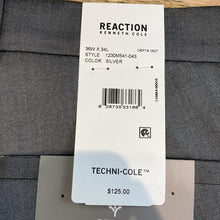 REACTION
KENNETH COLE
36W X 34L
STYLE 1230M541-043
COLOR SILVER
TECHNI-COLE™
$125.00